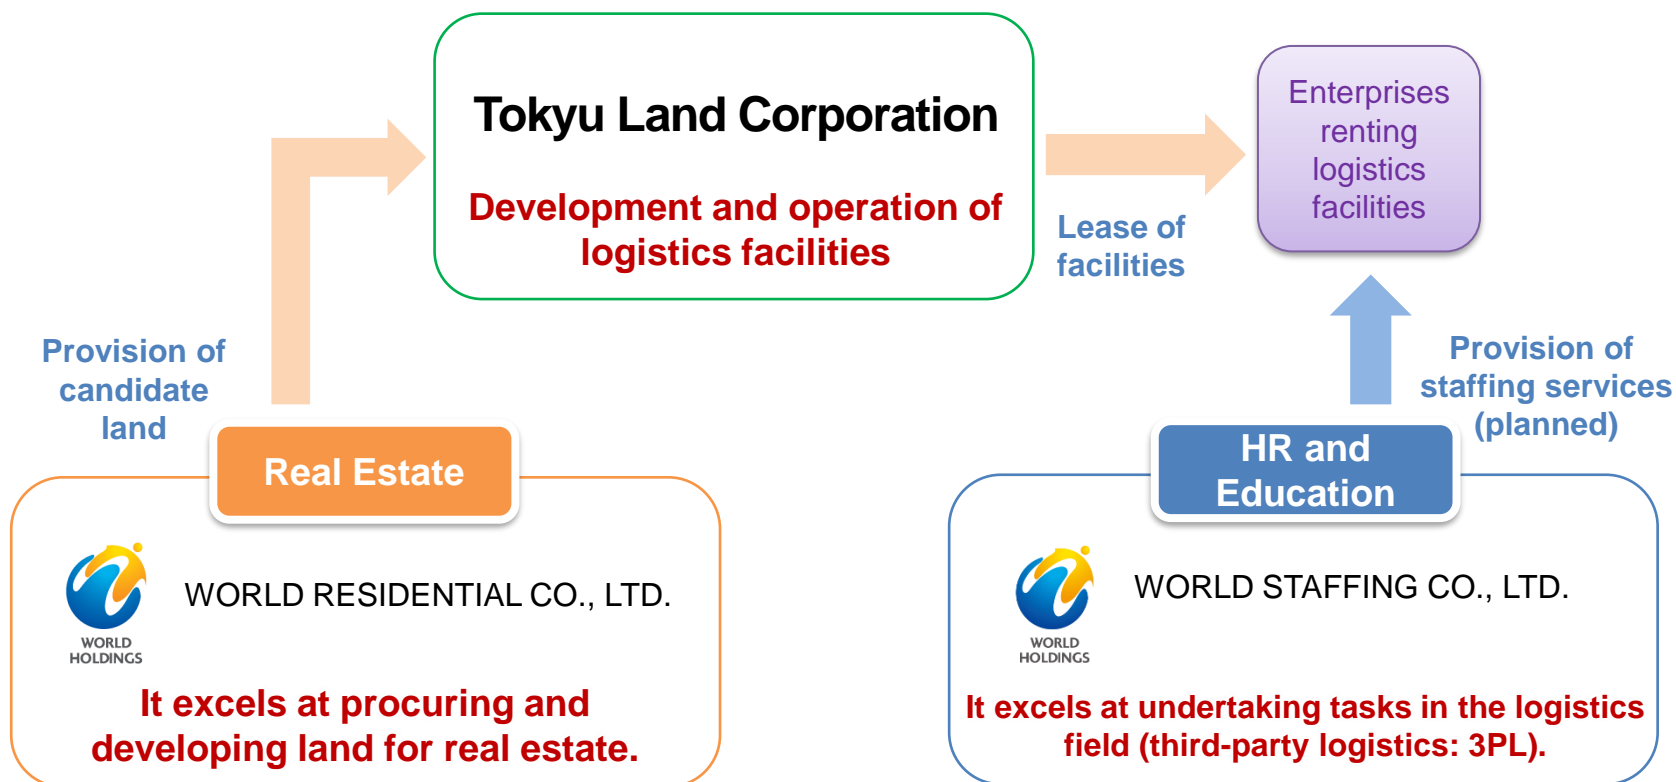 Tokyu Land Corporation
Development and operation of
logistics facilities
Enterprises
renting
logistics
facilities
Lease of
facilities
Provision of
candidate
land
Provision of
staffing services
(planned)
Real Estate
WORLD
HOLDINGS
WORLD RESIDENTIAL CO., LTD.
It excels at procuring and
developing land for real estate.
HR and
Education
WORLD
HOLDINGS
WORLD STAFFING CO., LTD.
It excels at undertaking tasks in the logistics
field (third-party logistics: 3PL).